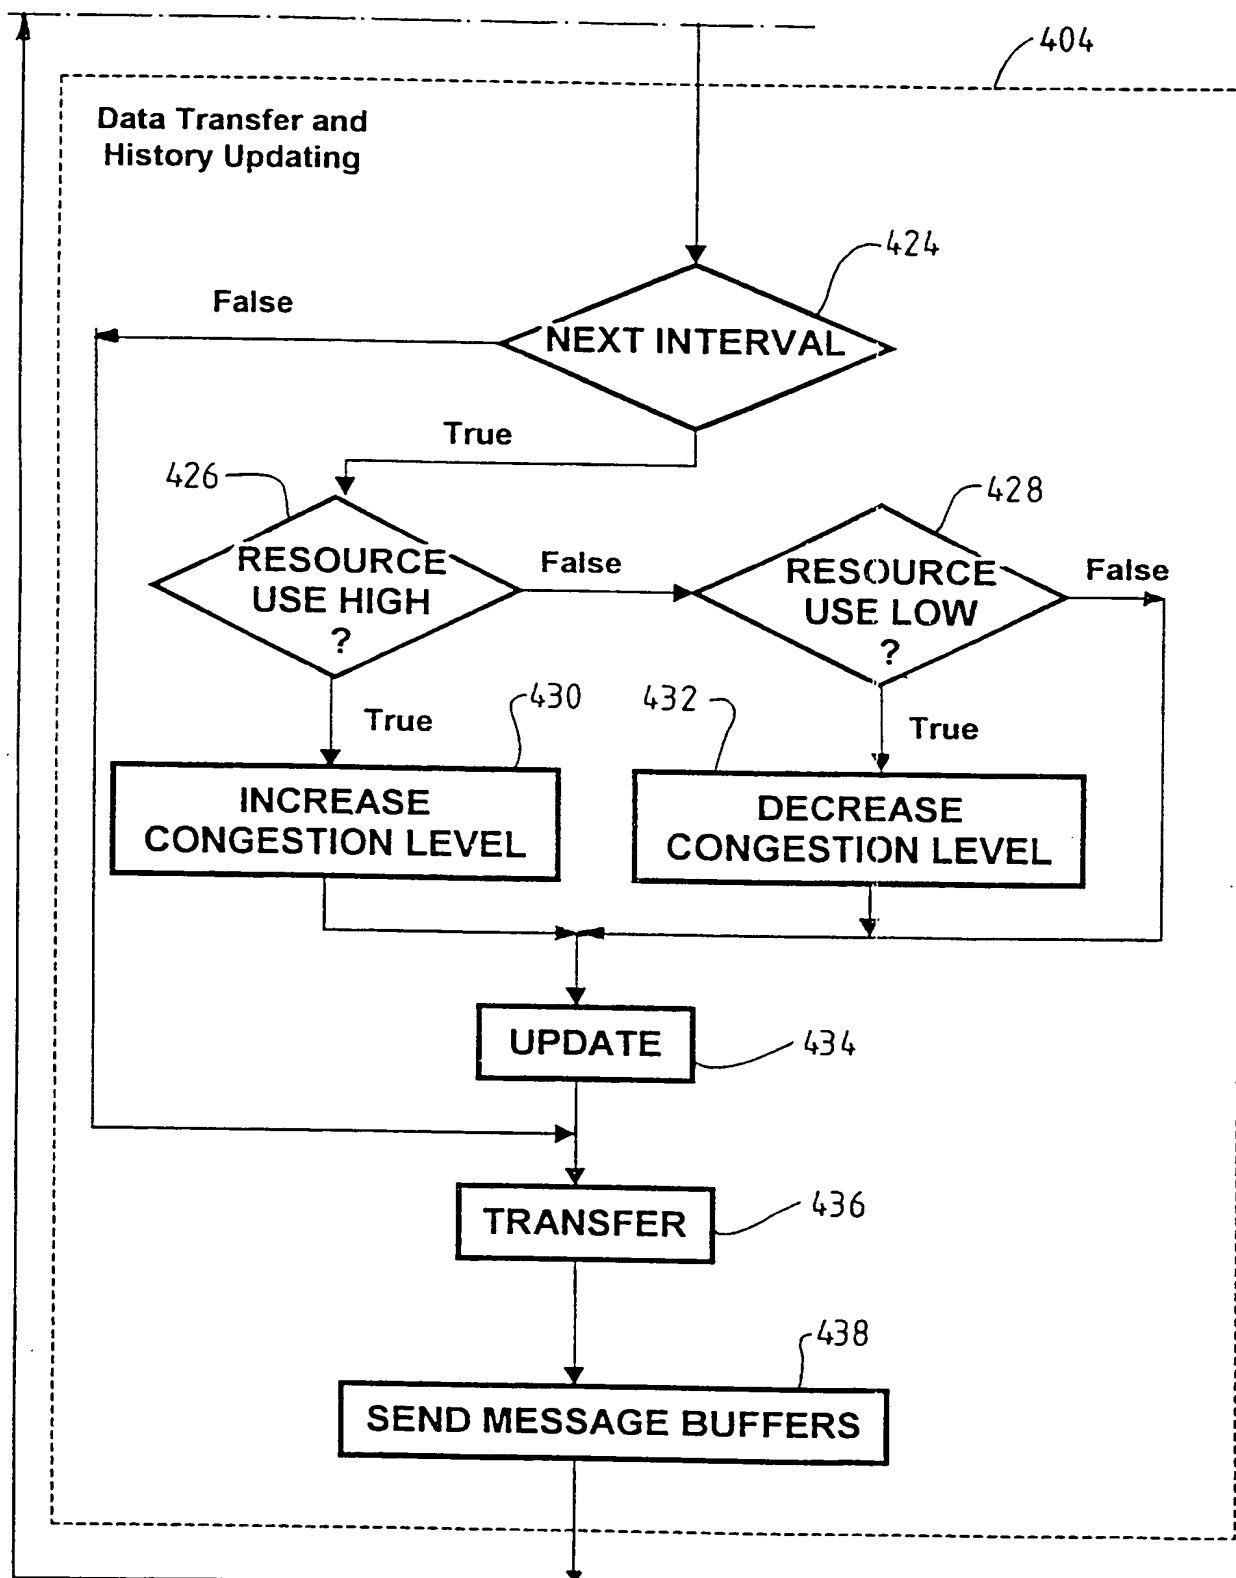 404
Data Transfer and
History Updating
424
False
NEXT INTERVAL
True
426
428
RESOURCE
USE HIGH
?
False
RESOURCE
USE LOW
?
False
True
430
432
True
INCREASE
CONGESTION LEVEL
DECREASE
CONGESTION LEVEL
UPDATE
434
TRANSFER
436
438
SEND MESSAGE BUFFERS